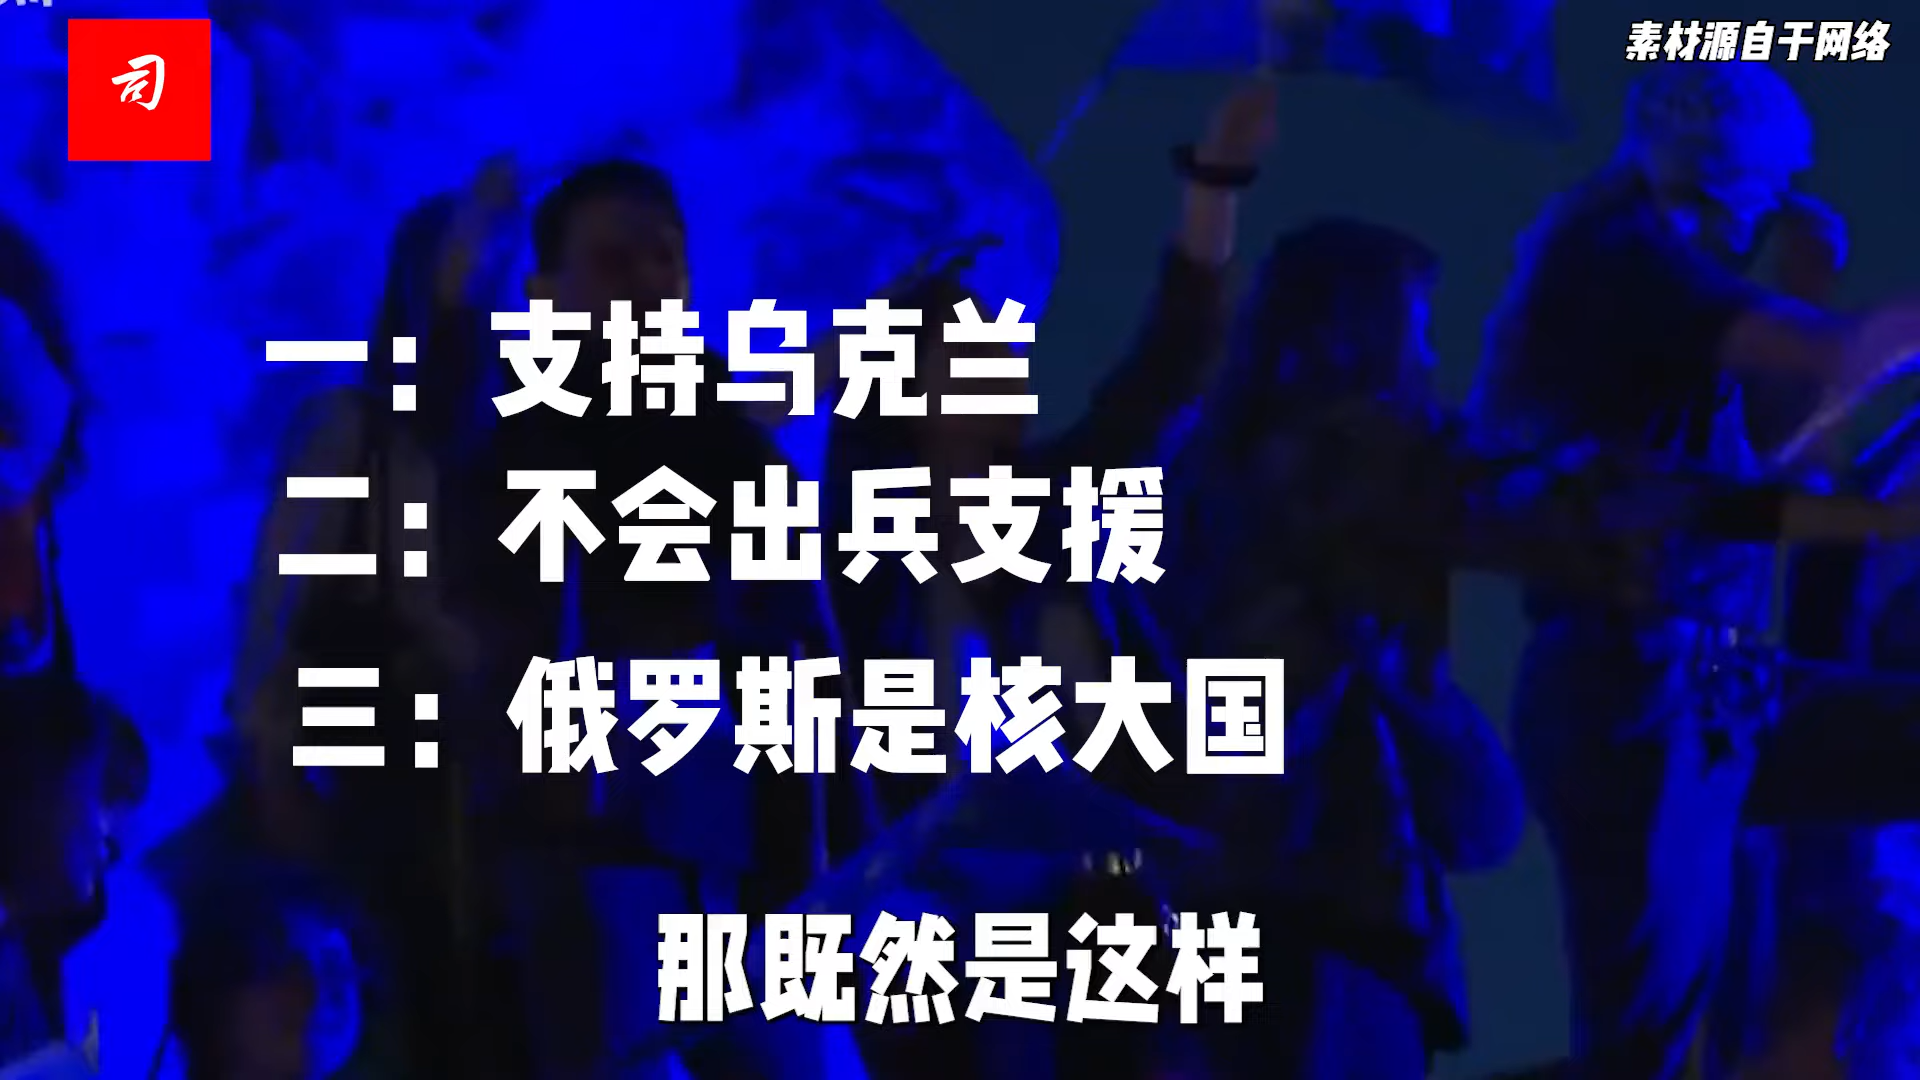 司
素材源自于网络
一：支持乌克兰
二：不会出兵支援
三：俄罗斯是核大国
那既然是这样